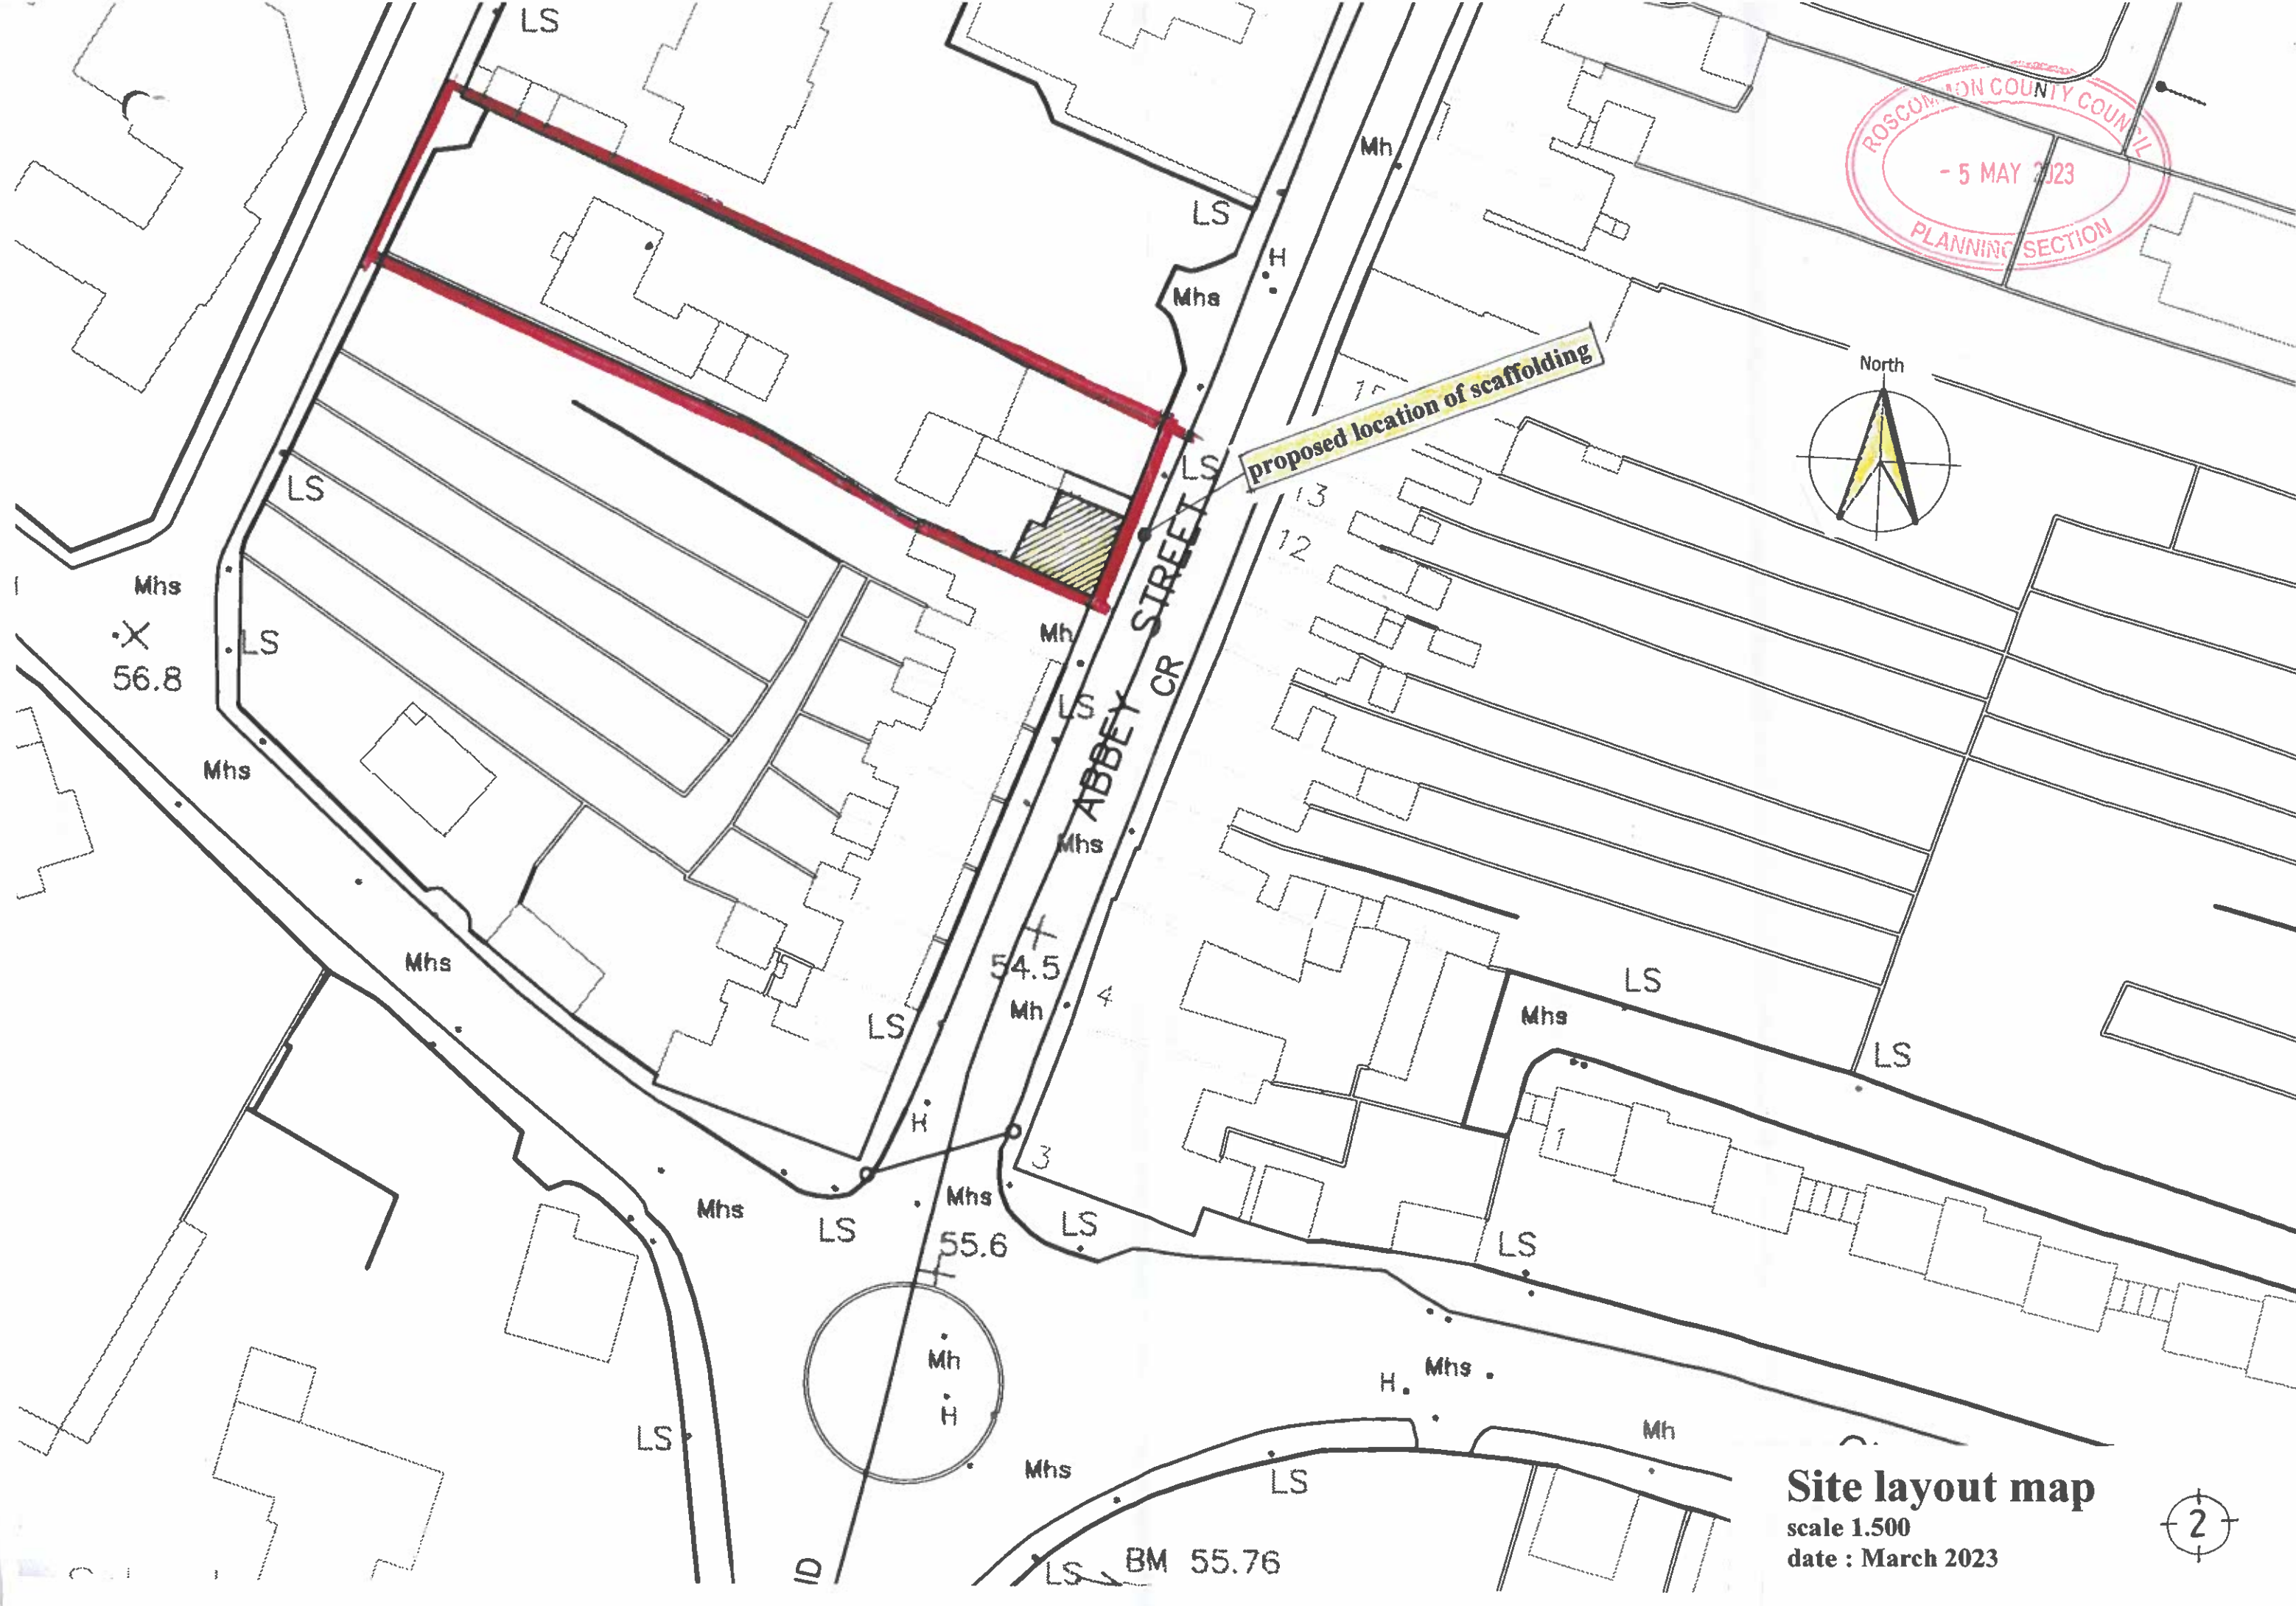 LS
Mh
ROSCOMMON COUNTY COUNCIL
- 5 MAY 2023
PLANNING SECTION
LS
H
Mhs
North
proposed location of scaffolding
LS
LS
13
12
Mhs
56.8
LS
Mh
LS
ABBEY STREET
CR
Mhs
Mhs
Mhs
54.5
Mh
4
LS
LS
Mhs
LS
H
3
1
Mhs
Mhs
LS
LS
55.6
LS
Mh
H
LS
Mhs
H
Mhs
Mh
LS
BM 55.76
LS
Site layout map
scale 1.500
date : March 2023
2